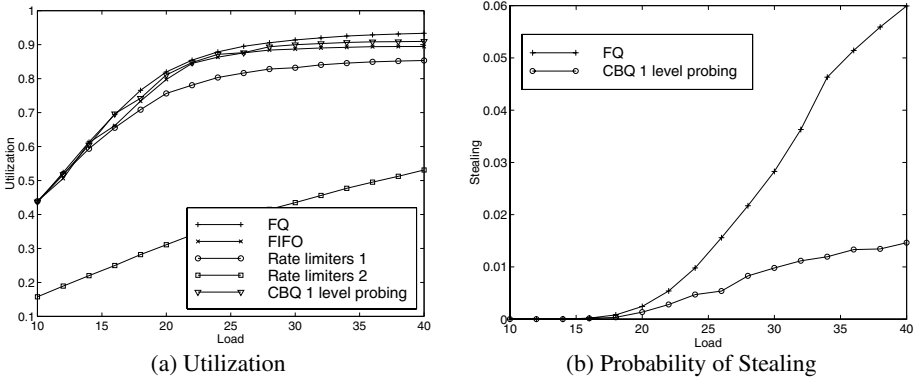 1
0.9
0.8
0.7
0.6
0.5
0.4
0.3
0.2
0.1
Utilization
10
15
20
25
30
35
40
Load
FQ
FIFO
Rate limiters 1
Rate limiters 2
CBQ 1 level probing
(a) Utilization
0.06
0.05
0.04
0.03
0.02
0.01
0
Stealing
10
15
20
25
30
35
40
Load
FQ
CBQ 1 level probing
(b) Probability of Stealing